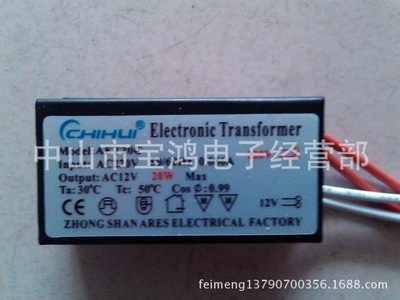 CHIHUI Electronic Transformer
中山市宝鸿电子经营部
Output: AC12V 20W Max
Ta: 30°C Tc: 50°C Cos Ø: 0.99
12V
ZHONG SHAN ARES ELECTRICAL FACTORY
feimeng13790700356.1688.com